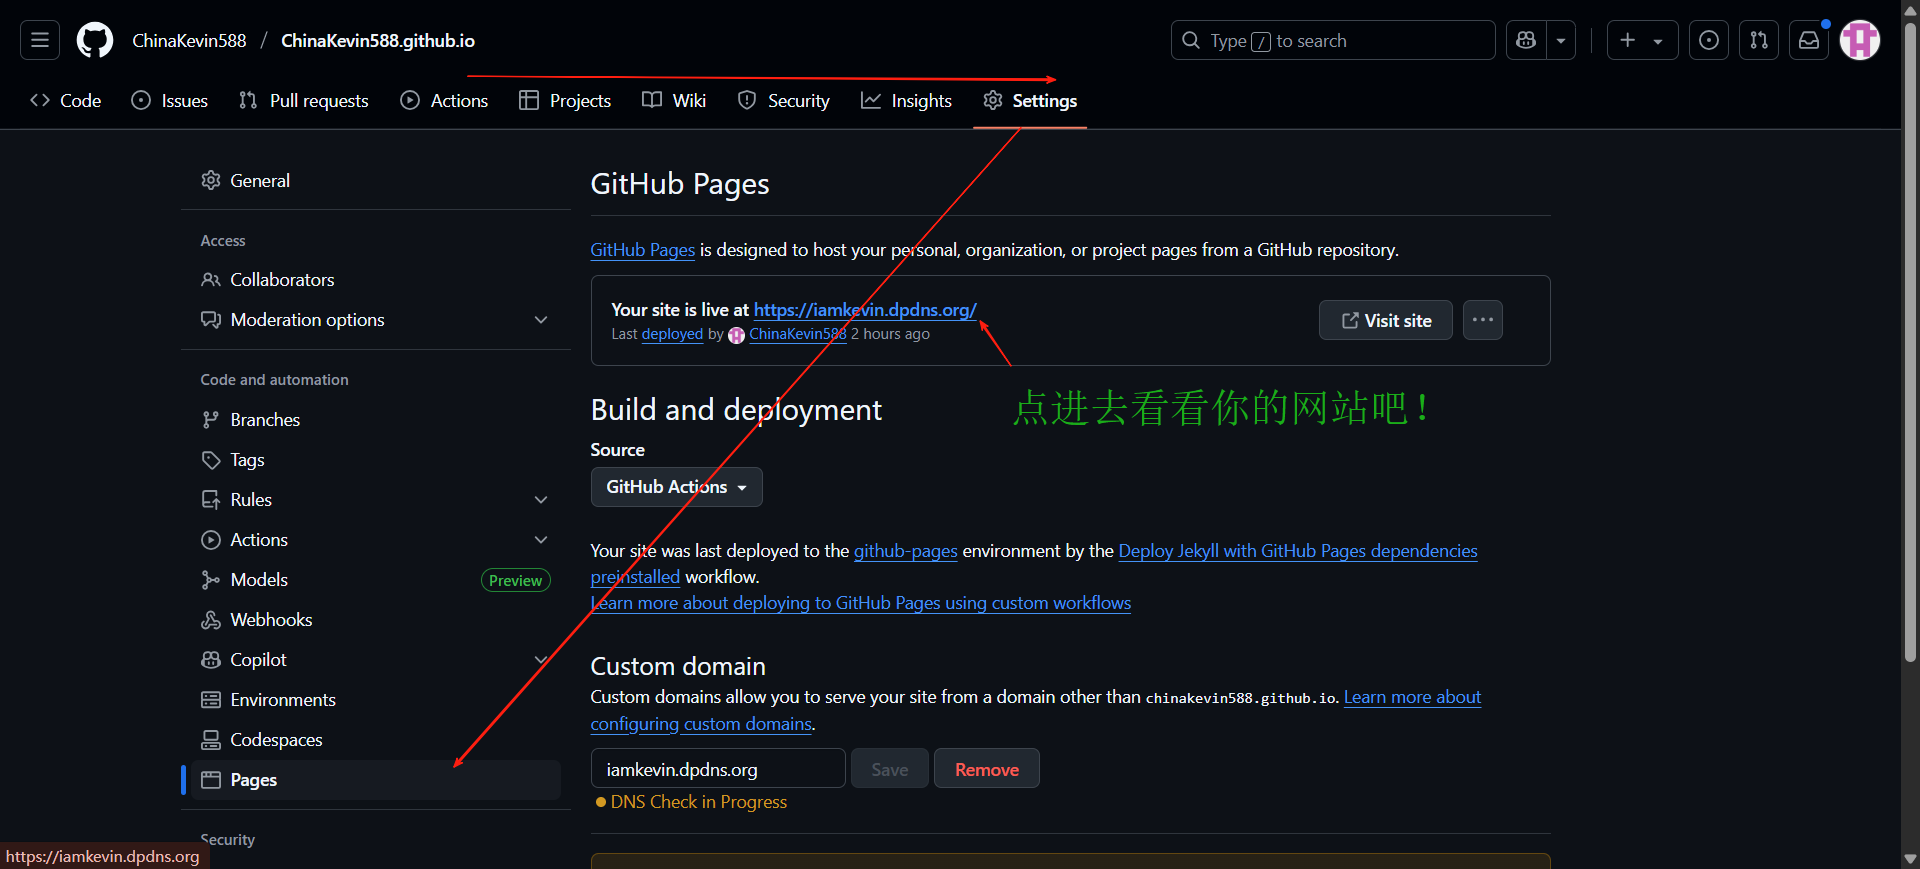 ChinaKevin588 / ChinaKevin588.github.io
Type / to search
Code Issues Pull requests Actions Projects Wiki Security Insights Settings
General
Access
Collaborators
Moderation options
Code and automation
Branches
Tags
Rules
Actions
Models Preview
Webhooks
Copilot
Environments
Codespaces
Pages
Security
https://iamkevin.dpdns.org
GitHub Pages
GitHub Pages is designed to host your personal, organization, or project pages from a GitHub repository.
Your site is live at https://iamkevin.dpdns.org/
Last deployed by ChinaKevin588 2 hours ago
Visit site
点进去看看你的网站吧！
Build and deployment
Source
GitHub Actions
Your site was last deployed to the github-pages environment by the Deploy Jekyll with GitHub Pages dependencies
preinstalled workflow.
Learn more about deploying to GitHub Pages using custom workflows
Custom domain
Custom domains allow you to serve your site from a domain other than chinakevin588.github.io. Learn more about
configuring custom domains.
iamkevin.dpdns.org Save Remove
DNS Check in Progress